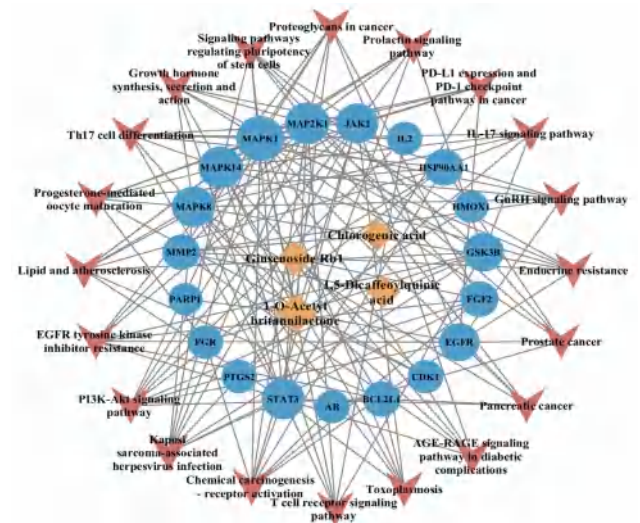 Proteoglycans in cancer
Signaling pathways
regulating pluripotency
of stem cells
Prolactin signaling
pathway
Growth hormone
synthesis, secretion and
action
PD-L1 expression and
PD-1 checkpoint
pathway in cancer
Th17 cell differentiation
IL-17 signaling pathway
Progesterone-mediated
oocyte maturation
GnRH signaling pathway
Lipid and atherosclerosis
Endocrine resistance
EGFR tyrosine kinase
inhibitor resistance
Prostate cancer
PI3K-Akt signaling
pathway
Pancreatic cancer
Kaposi
sarcoma-associated
herpesvirus infection
AGE-RAGE signaling
pathway in diabetic
complications
Chemical carcinogenesis
- receptor activation
Toxoplasmosis
T cell receptor signaling
pathway
MAP2K1
JAK2
MAPK1
IL2
MAPK14
HSP90AA1
MAPK8
HMOX1
MMP2
GSK3B
PARP1
FGF2
FGR
EGFR
PTGS2
CDK1
STAT3
AR
BCL2L1
Chlorogenic acid
Ginsenoside Rb1
1,5-Dicaffeoylquinic
acid
1-O-Acetyl
britannilactone